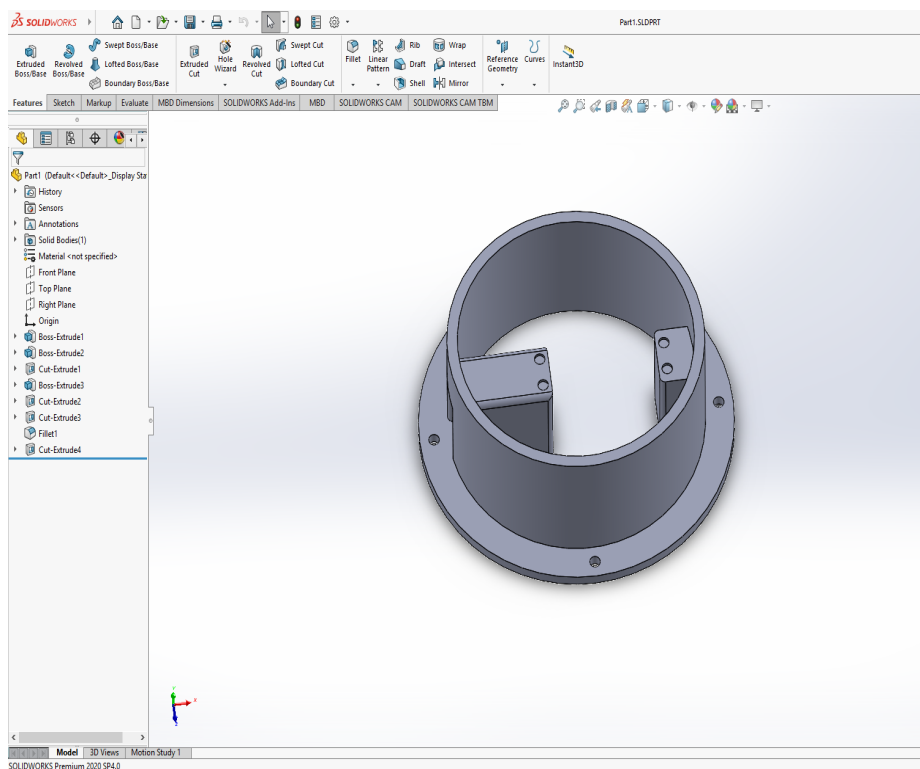 SOLIDWORKS
Part1.SLDPRT
Extruded Boss/Base
Revolved Boss/Base
Swept Boss/Base
Lofted Boss/Base
Boundary Boss/Base
Extruded Cut
Hole Wizard
Revolved Cut
Swept Cut
Lofted Cut
Boundary Cut
Fillet
Linear Pattern
Rib
Draft
Shell
Wrap
Intersect
Mirror
Reference Geometry
Curves
Instant3D
Features Sketch Markup Evaluate MBD Dimensions SOLIDWORKS Add-Ins MBD SOLIDWORKS CAM SOLIDWORKS CAM TBM
Part1 (Default<<Default>_Display Sta
History
Sensors
Annotations
Solid Bodies(1)
Material <not specified>
Front Plane
Top Plane
Right Plane
Origin
Boss-Extrude1
Boss-Extrude2
Cut-Extrude1
Boss-Extrude3
Cut-Extrude2
Cut-Extrude3
Fillet1
Cut-Extrude4
Y
X
Z
Model 3D Views Motion Study 1
SOLIDWORKS Premium 2020 SP4.0